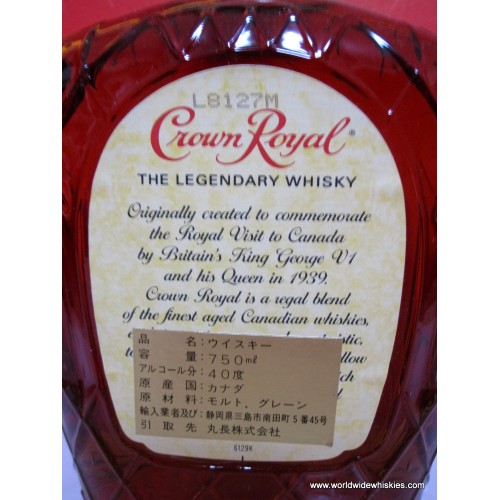 L8127M
Crown Royal®
THE LEGENDARY WHISKY
Originally created to commemorate
the Royal Visit to Canada
by Britain's King George VI
and his Queen in 1939.
Crown Royal is a regal blend
of the finest aged Canadian whiskies,
品名:ウイスキー
容量:750ml
アルコール分:40度
原産国:カナダ
原材料:モルト、グレーン
輸入業者及び:静岡県三島市南田町5番45号
引取先 丸長株式会社
6129K
www.worldwidewhiskies.com